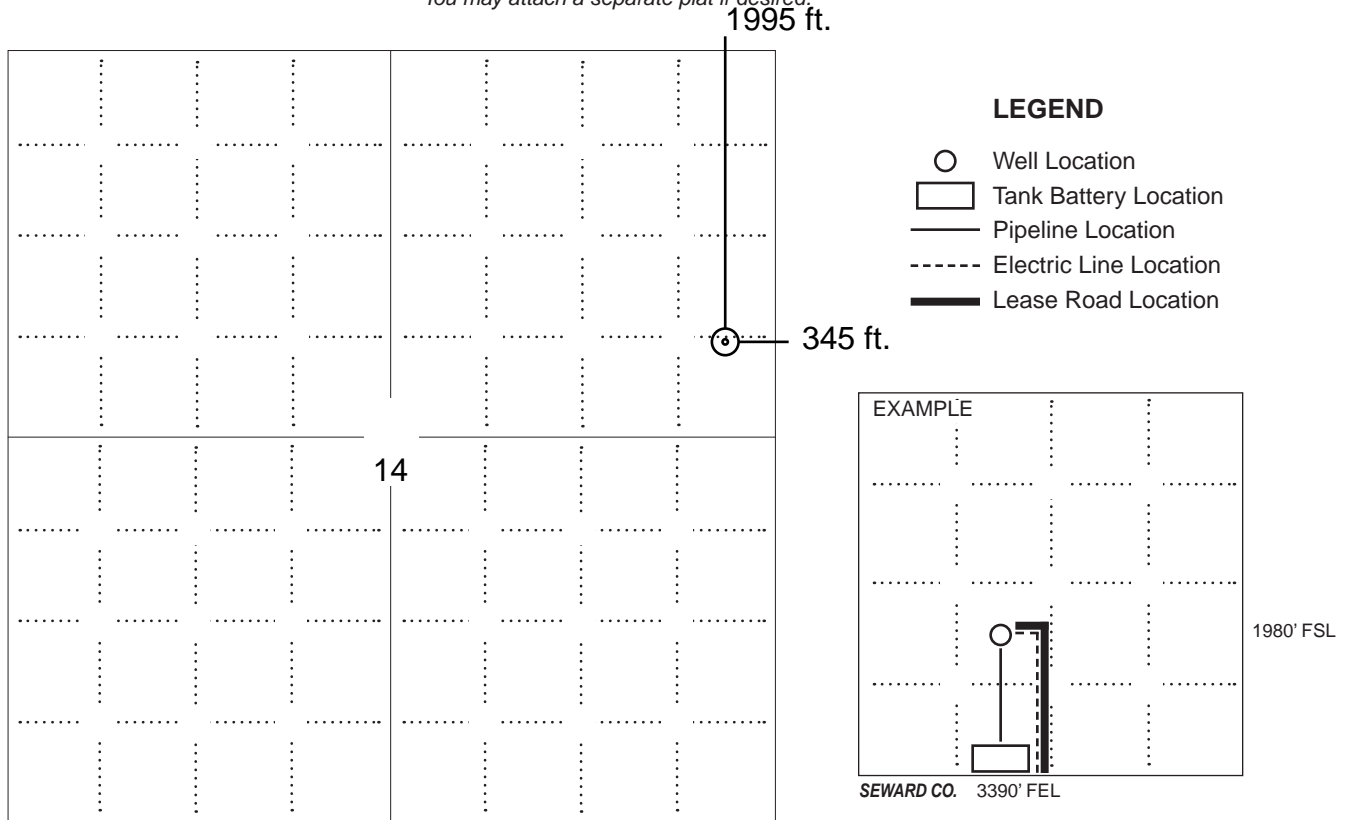 You may attach a separate plat if desired.
1995 ft.
345 ft.
14
LEGEND
Well Location
Tank Battery Location
Pipeline Location
Electric Line Location
Lease Road Location
EXAMPLE
1980' FSL
SEWARD CO. 3390' FEL